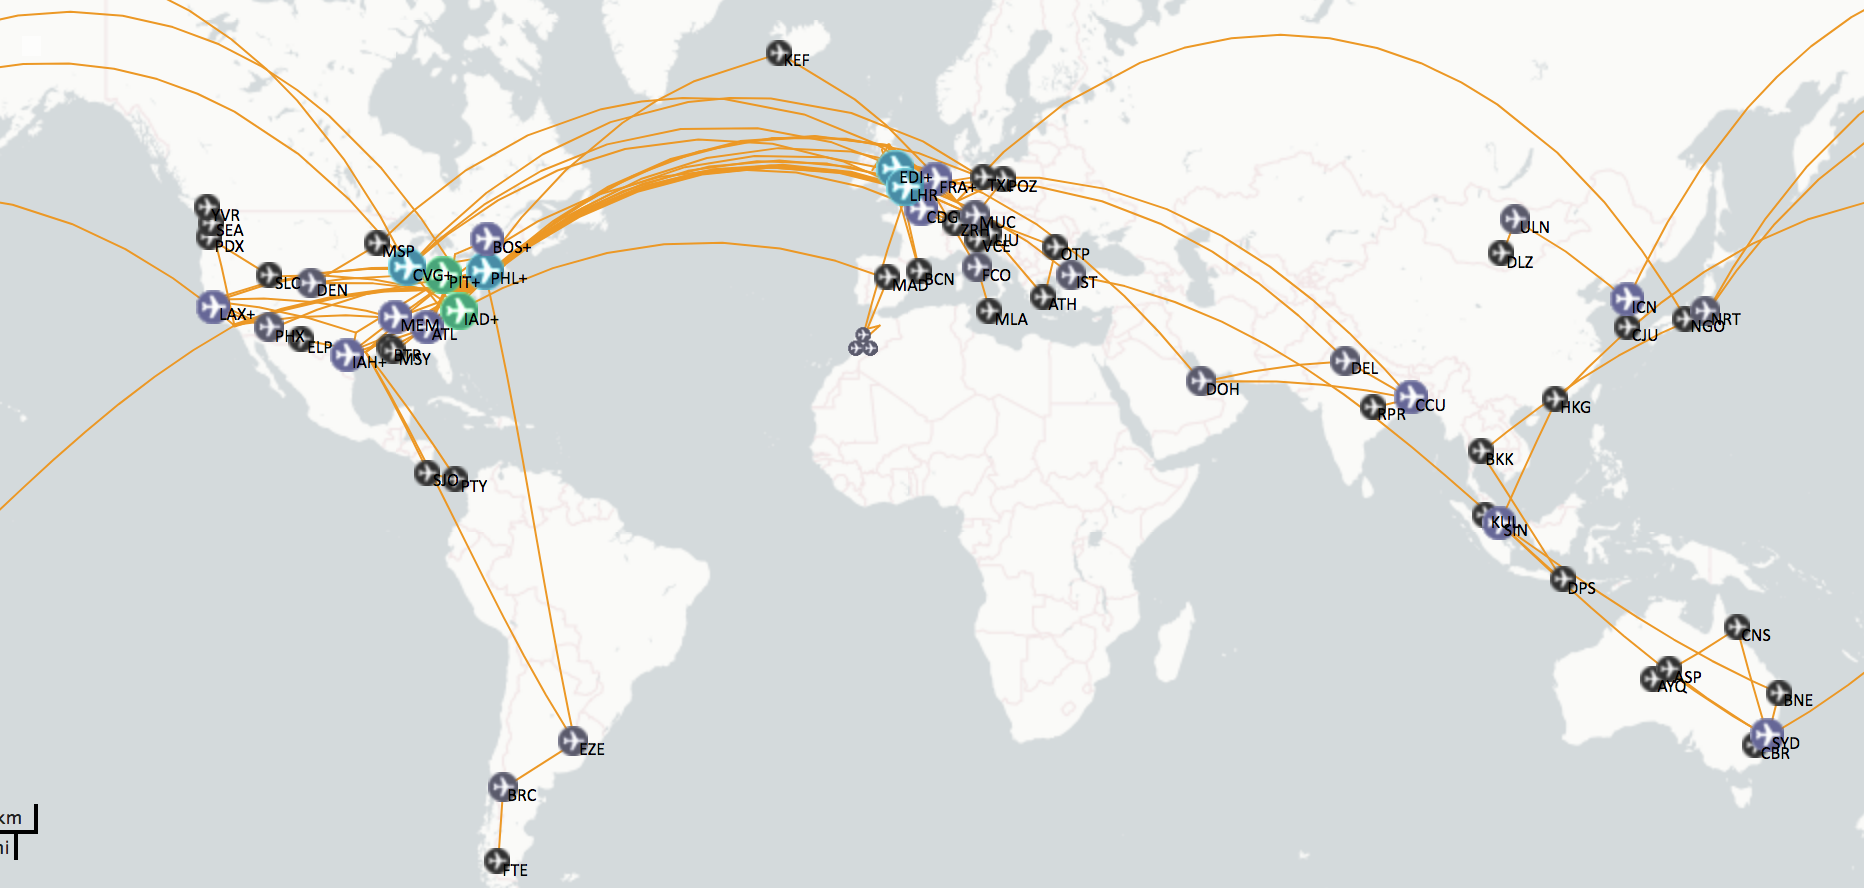 KEF
EDI+
LHR
FRA+
TXL
POZ
CDG
MUC
ZRH
VCE
OTP
BCN
MAD
FCO
IST
ATH
MLA
YVR
SEA
PDX
MSP
BOS+
SLC
DEN
CVG+
PIT+
PHL+
LAX+
PHX
ELP
MEM
ATL
IAD+
IAH+
BTR
MSY
SJO
PTY
EZE
BRC
FTE
ULN
DLZ
ICN
CJU
NGO
NRT
DOH
DEL
RPR
CCU
HKG
BKK
KUL
SIN
DPS
CNS
ASP
AYQ
BNE
SYD
CBR
km
mi